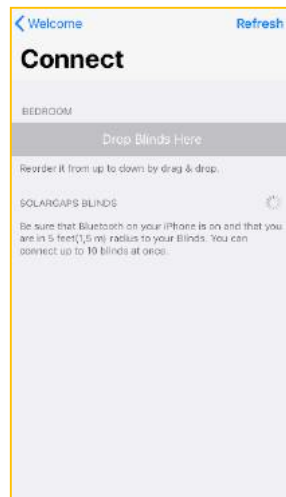 Welcome Refresh
Connect
BEDROOM
Drop Blinds Here
Reorder it from up to down by drag & drop.
SOLARGAPS BLINDS
Be sure that Bluetooth on your iPhone is on and that you
are in 5 feet(1,5 m) radius to your Blinds. You can
connect up to 10 blinds at once.